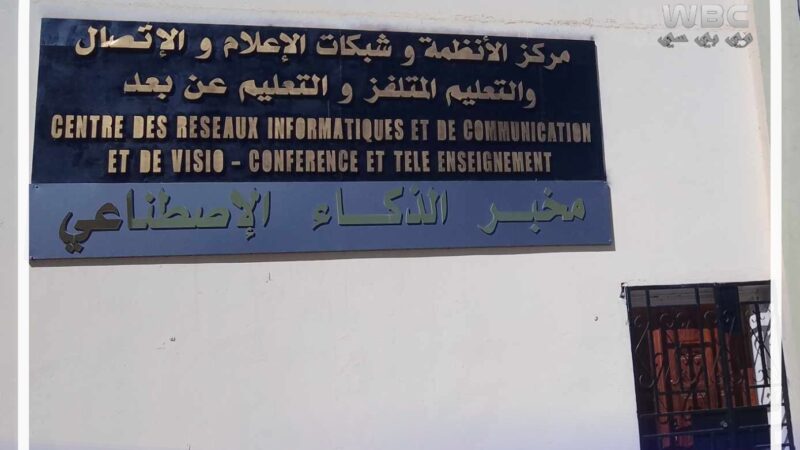 WBC
مركز الأنظمة و شبكات الإعلام و الإتصال
والتعليم المتلفز و التعليم عن بعد
CENTRE DES RESEAUX INFORMATIQUES ET DE COMMUNICATION
ET DE VISIO - CONFERENCE ET TELE ENSEIGNEMENT
مخبر الذكاء الإصطناعي